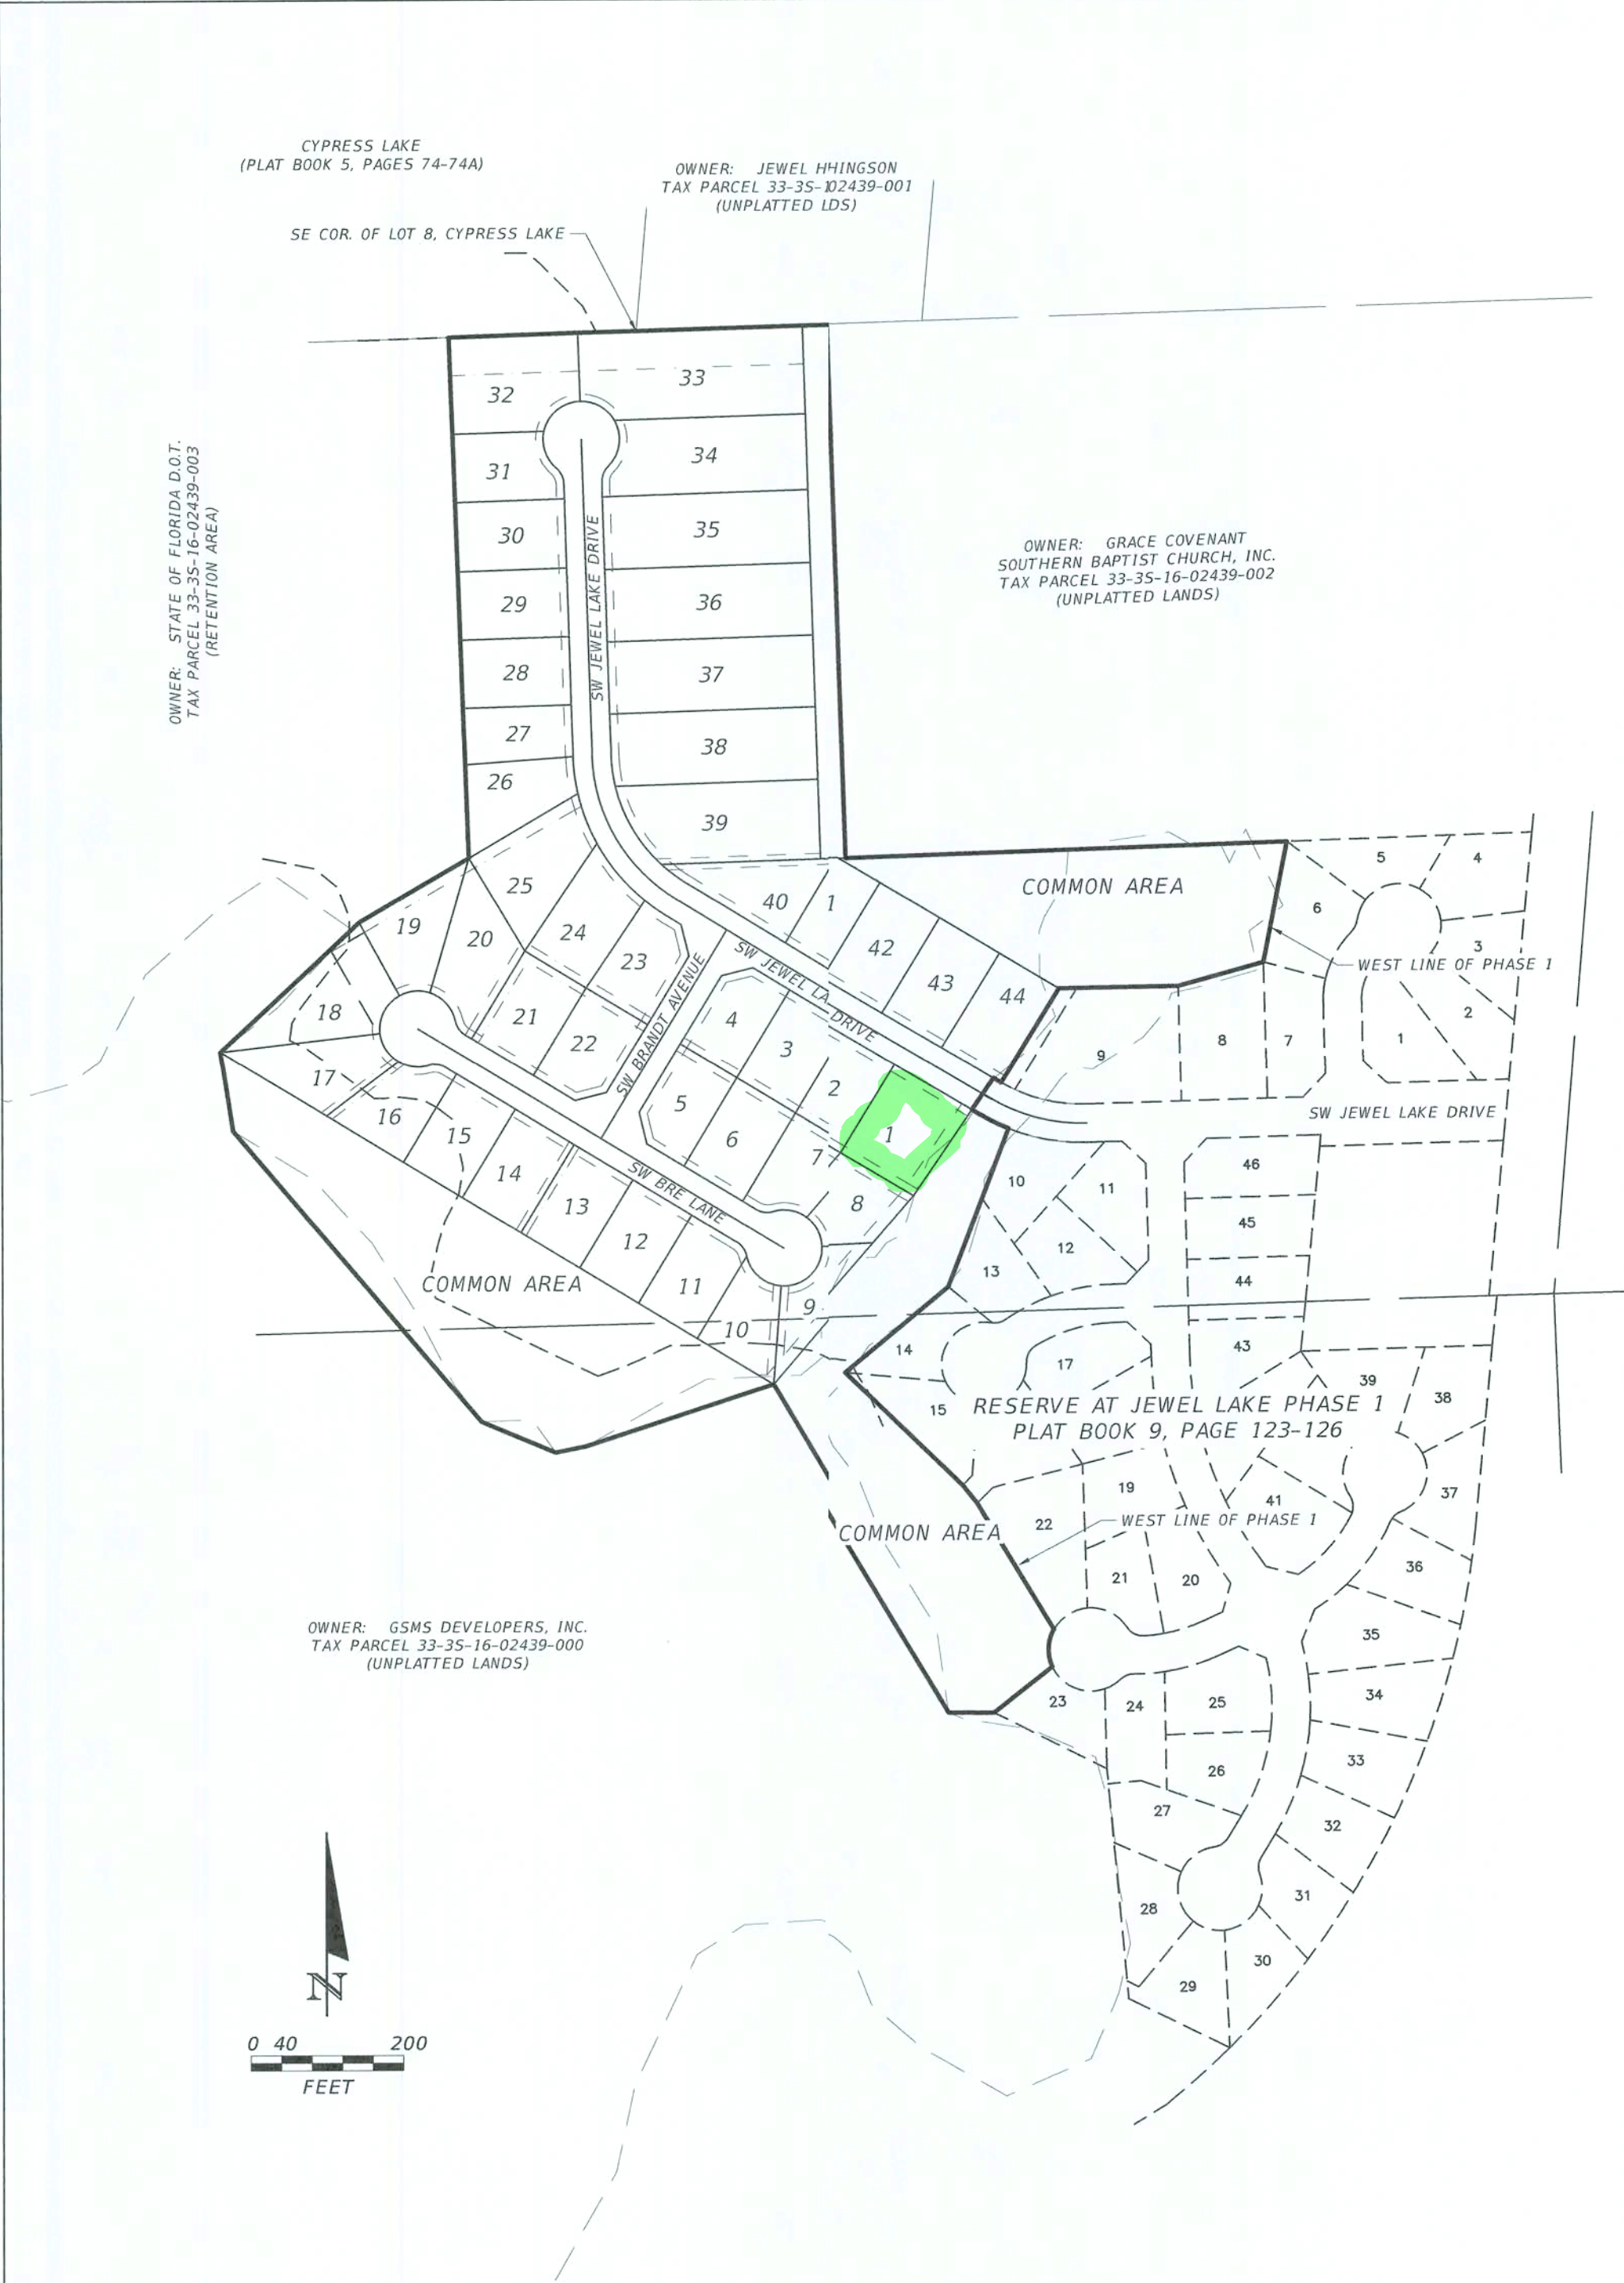 CYPRESS LAKE
(PLAT BOOK 5, PAGES 74-74A)
OWNER: JEWEL
TAX PARCEL
(UNPLATTED LDS)
SE COR. OF LOT 8, CYPRESS LAKE
32
33
31
34
30
35
29
36
28
37
27
38
26
39
SW JEWEL LAKE DRIVE
OWNER: STATE OF FLORIDA D.O.T.
TAX PARCEL 33-3S-16-02439-003
(RETENTION AREA)
OWNER: GRACE COVENANT
SOUTHERN BAPTIST CHURCH, INC.
TAX PARCEL 33-3S-16-02439-002
(UNPLATTED LANDS)
25
40
1
COMMON AREA
5
4
6
19
20
24
23
42
43
44
3
WEST LINE OF PHASE 1
SW JEWEL LA
DRIVE
SW BRANDT AVENUE
18
21
22
4
3
2
1
9
8
7
1
2
17
16
15
14
13
12
11
10
5
6
7
8
9
SW BRE LANE
SW JEWEL LAKE DRIVE
COMMON AREA
10
11
12
13
46
45
44
43
14
15
17
39
38
RESERVE AT JEWEL LAKE PHASE 1
PLAT BOOK 9, PAGE 123-126
19
41
37
22
WEST LINE OF PHASE 1
COMMON AREA
21
20
36
35
OWNER: GSMS DEVELOPERS, INC.
TAX PARCEL 33-3S-16-02439-000
(UNPLATTED LANDS)
23
24
25
34
26
33
27
32
28
31
29
30
N
0 40 200
FEET